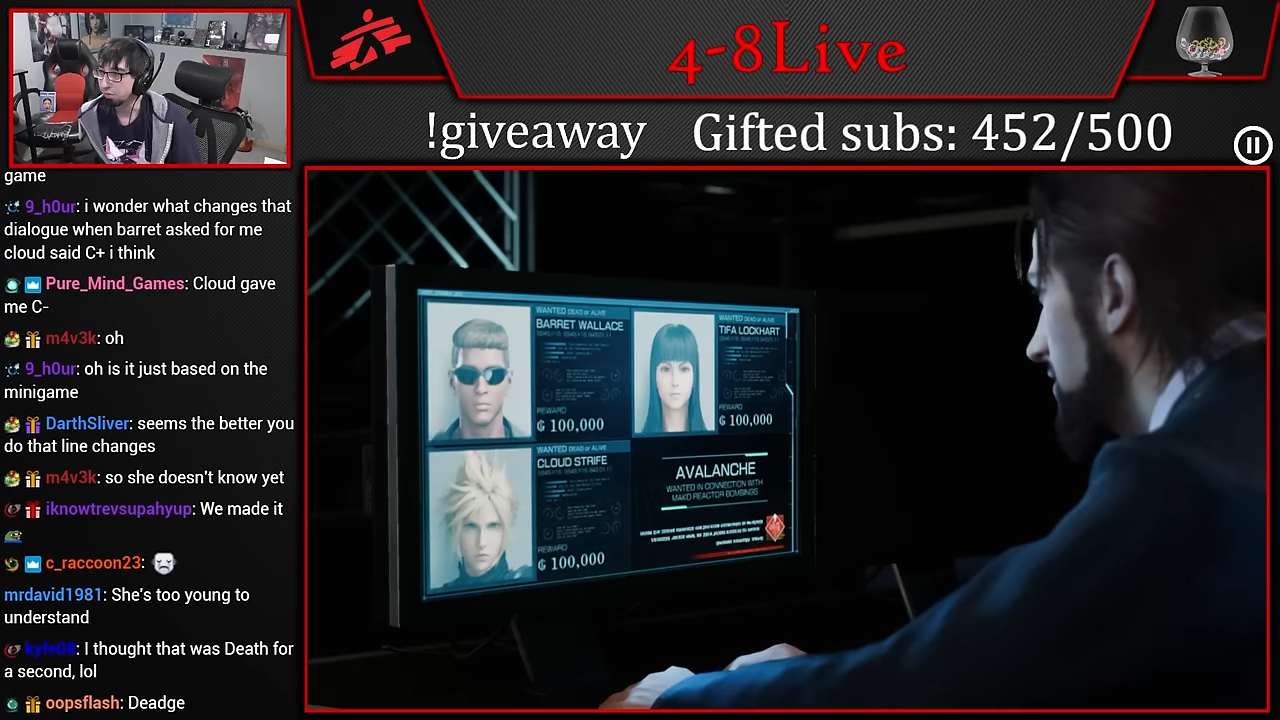 4-8Live
!giveaway Gifted subs: 452/500
game
9_h0ur: i wonder what changes that
dialogue when barret asked for me
cloud said C+ i think
Pure_Mind_Games: Cloud gave
me C-
m4v3k: oh
9_h0ur: oh is it just based on the
minigame
DarthSliver: seems the better you
do that line changes
m4v3k: so she doesn't know yet
iknowtrevsupahyup: We made it
c_raccoon23:
mrdavid1981: She's too young to
understand
kyfe08: I thought that was Death for
a second, lol
oopsflash: Deadge
WANTED DEAD or ALIVE
BARRET WALLACE
REWARD
100,000
WANTED DEAD or ALIVE
TIFA LOCKHART
REWARD
100,000
WANTED DEAD or ALIVE
CLOUD STRIFE
REWARD
100,000
AVALANCHE
WANTED IN CONNECTION WITH
MAKO REACTOR BOMBINGS